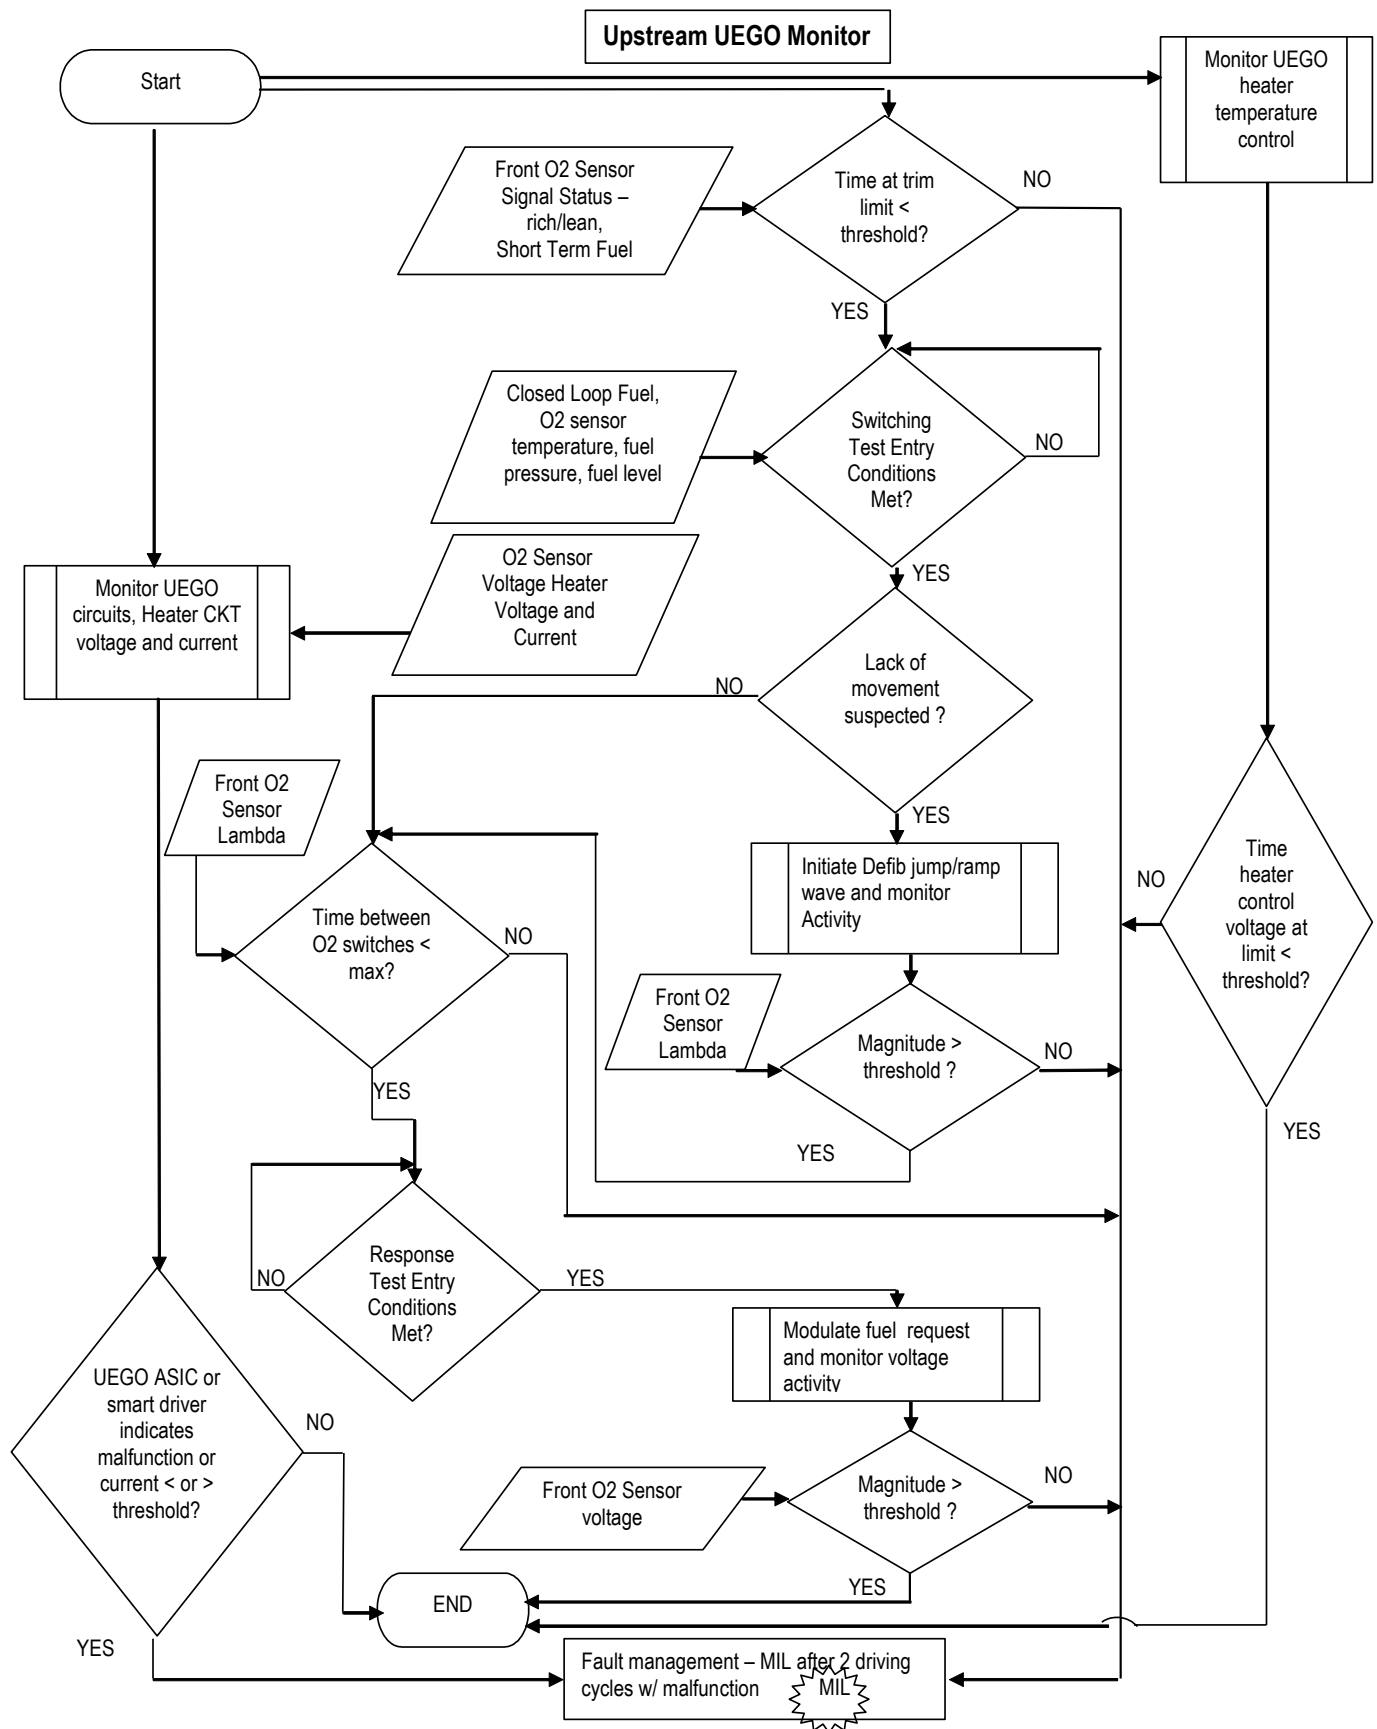 Upstream UEGO Monitor
Start
Monitor UEGO
heater
temperature
control
Front O2 Sensor
Signal Status –
rich/lean,
Short Term Fuel
Time at trim
limit <
threshold?
NO
YES
Closed Loop Fuel,
O2 sensor
temperature, fuel
pressure, fuel level
Switching
Test Entry
Conditions
Met?
NO
YES
O2 Sensor
Voltage Heater
Voltage and
Current
Monitor UEGO
circuits, Heater CKT
voltage and current
Lack of
movement
suspected ?
NO
YES
Front O2
Sensor
Lambda
Initiate Defib jump/ramp
wave and monitor
Activity
Time
heater
control
voltage at
limit <
threshold?
NO
YES
Time between
O2 switches <
max?
NO
YES
Front O2
Sensor
Lambda
Magnitude >
threshold ?
NO
YES
Response
Test Entry
Conditions
Met?
NO
YES
Modulate fuel request
and monitor voltage
activity
UEGO ASIC or
smart driver
indicates
malfunction or
current < or >
threshold?
NO
YES
Front O2 Sensor
voltage
Magnitude >
threshold ?
NO
YES
END
Fault management – MIL after 2 driving
cycles w/ malfunction
MIL